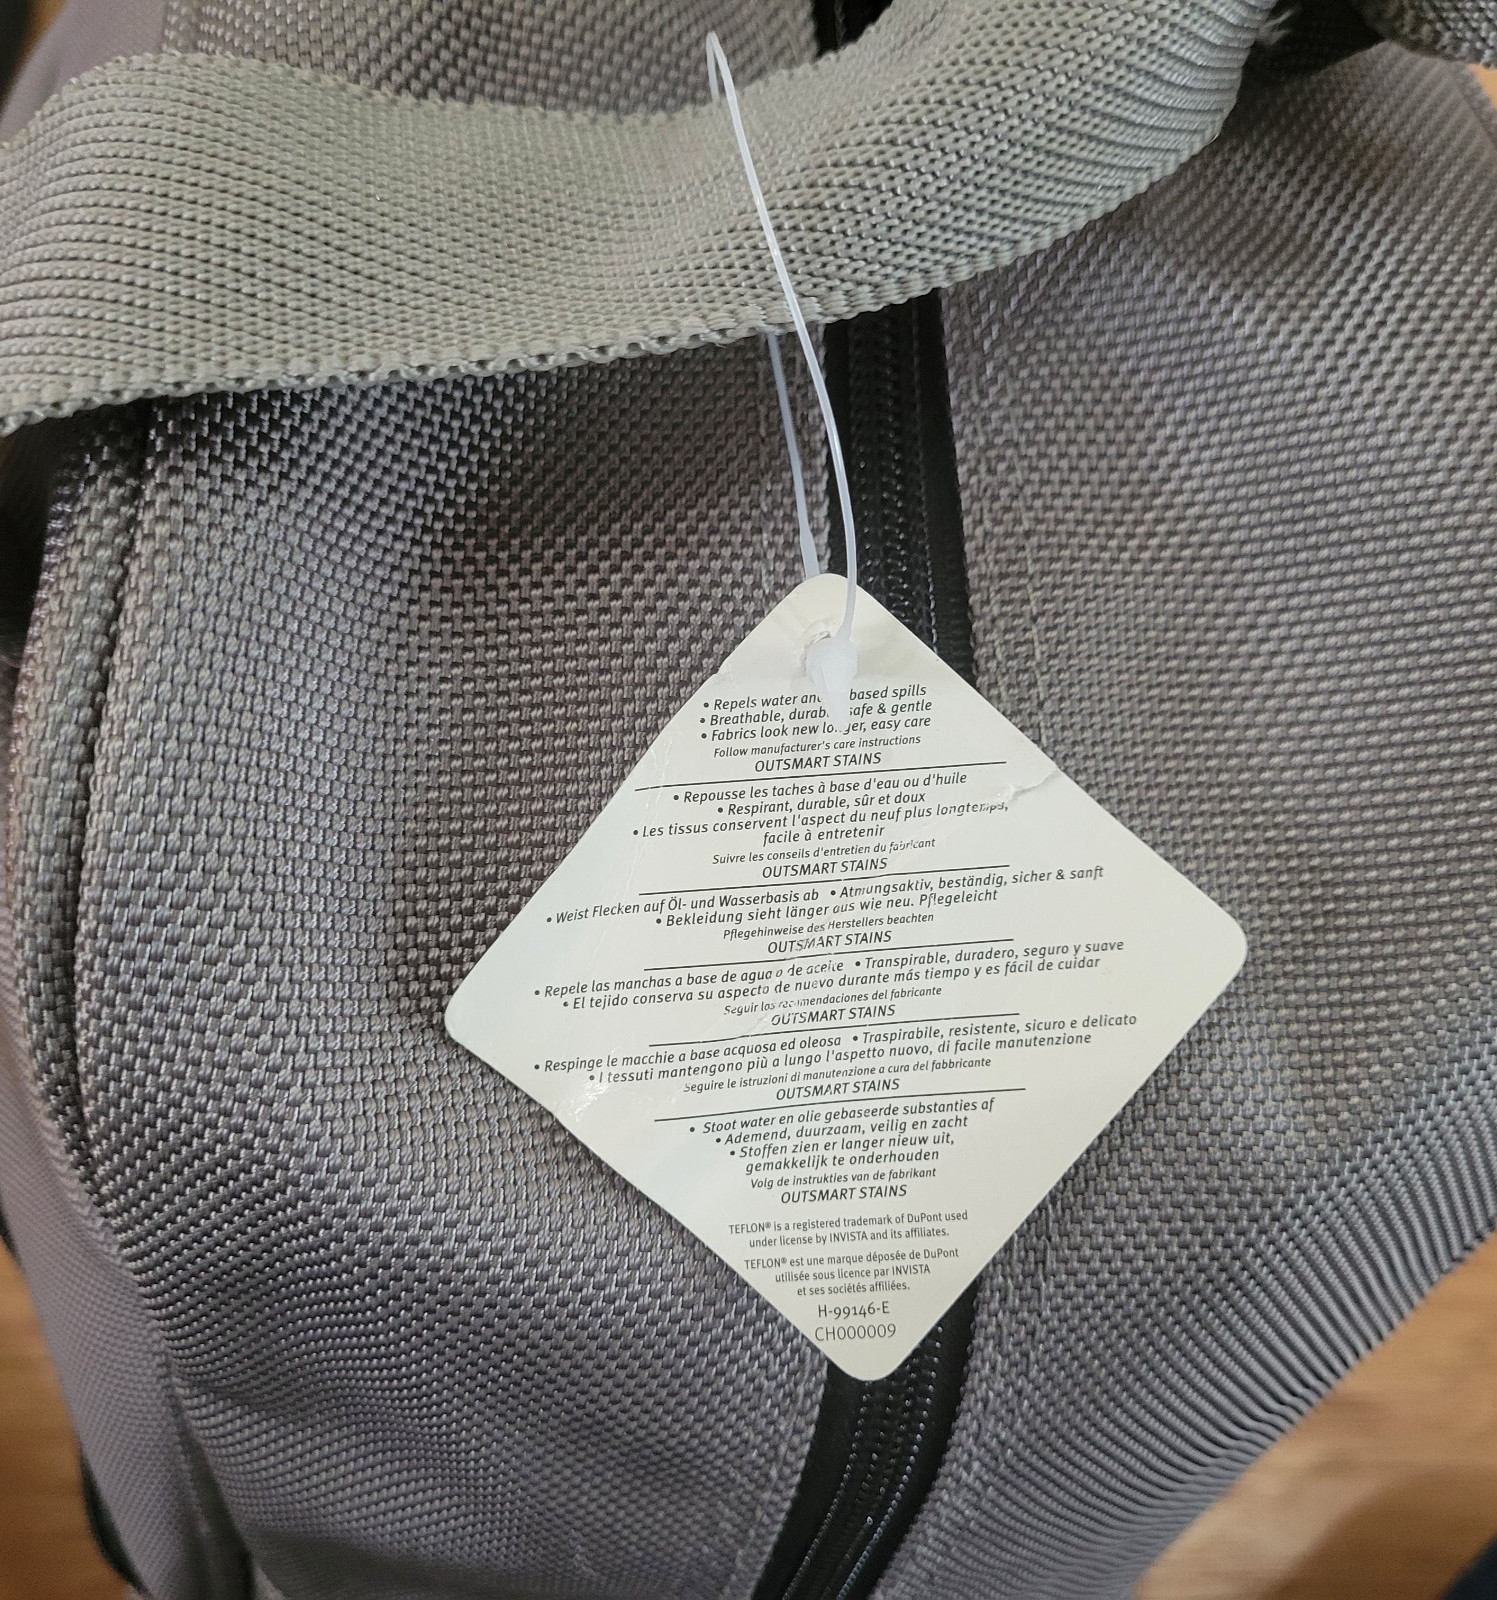 • Repels water and based spills
• Breathable, durable, safe & gentle
• Fabrics look new longer, easy care
Follow manufacturer's care instructions
OUTSMART STAINS
• Repousse les taches à base d'eau ou d'huile
• Respirant, durable, sûr et doux
• Les tissus conservent l'aspect du neuf plus longtemps,
facile à entretenir
Suivre les conseils d'entretien du fabricant
OUTSMART STAINS
• Weist Flecken auf Öl- und Wasserbasis ab • Atmungsaktiv, beständig, sicher & sanft
• Bekleidung sieht länger aus wie neu. Pflegeleicht
Pflegehinweise des Herstellers beachten
OUTSMART STAINS
• Repele las manchas a base de agua o de aceite • Transpirable, duradero, seguro y suave
• El tejido conserva su aspecto de nuevo durante más tiempo y es fácil de cuidar
Seguir las recomendaciones del fabricante
OUTSMART STAINS
• Respinge le macchie a base acquosa ed oleosa • Traspirabile, resistente, sicuro e delicato
• I tessuti mantengono più a lungo l'aspetto nuovo, di facile manutenzione
Seguire le istruzioni di manutenzione a cura del fabbricante
OUTSMART STAINS
• Stoot water en olie gebaseerde substanties af
• Ademend, duurzaam, veilig en zacht
• Stoffen zien er langer nieuw uit,
gemakkelijk te onderhouden
Volg de instrukties van de fabrikant
OUTSMART STAINS
TEFLON® is a registered trademark of DuPont used
under license by INVISTA and its affiliates.
TEFLON® est une marque déposée de DuPont
utilisée sous licence par INVISTA
et ses sociétés affiliées.
H-99146-E
CH000009